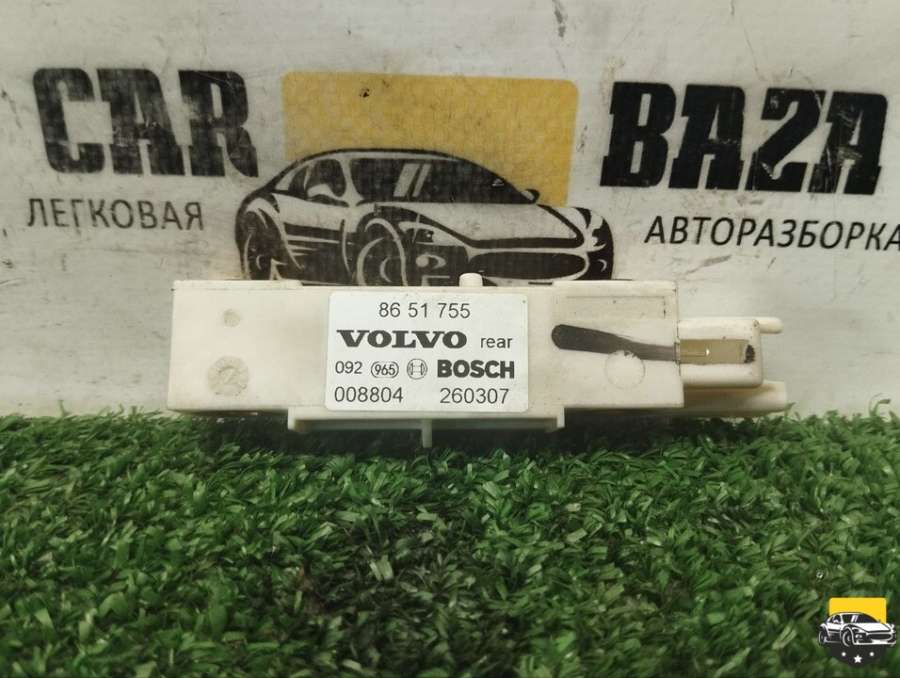 CAR BAZA
ЛЕГКОВАЯ АВТОРАЗБОРКА
86 51 755
VOLVO rear
092 965 BOSCH
008804 260307